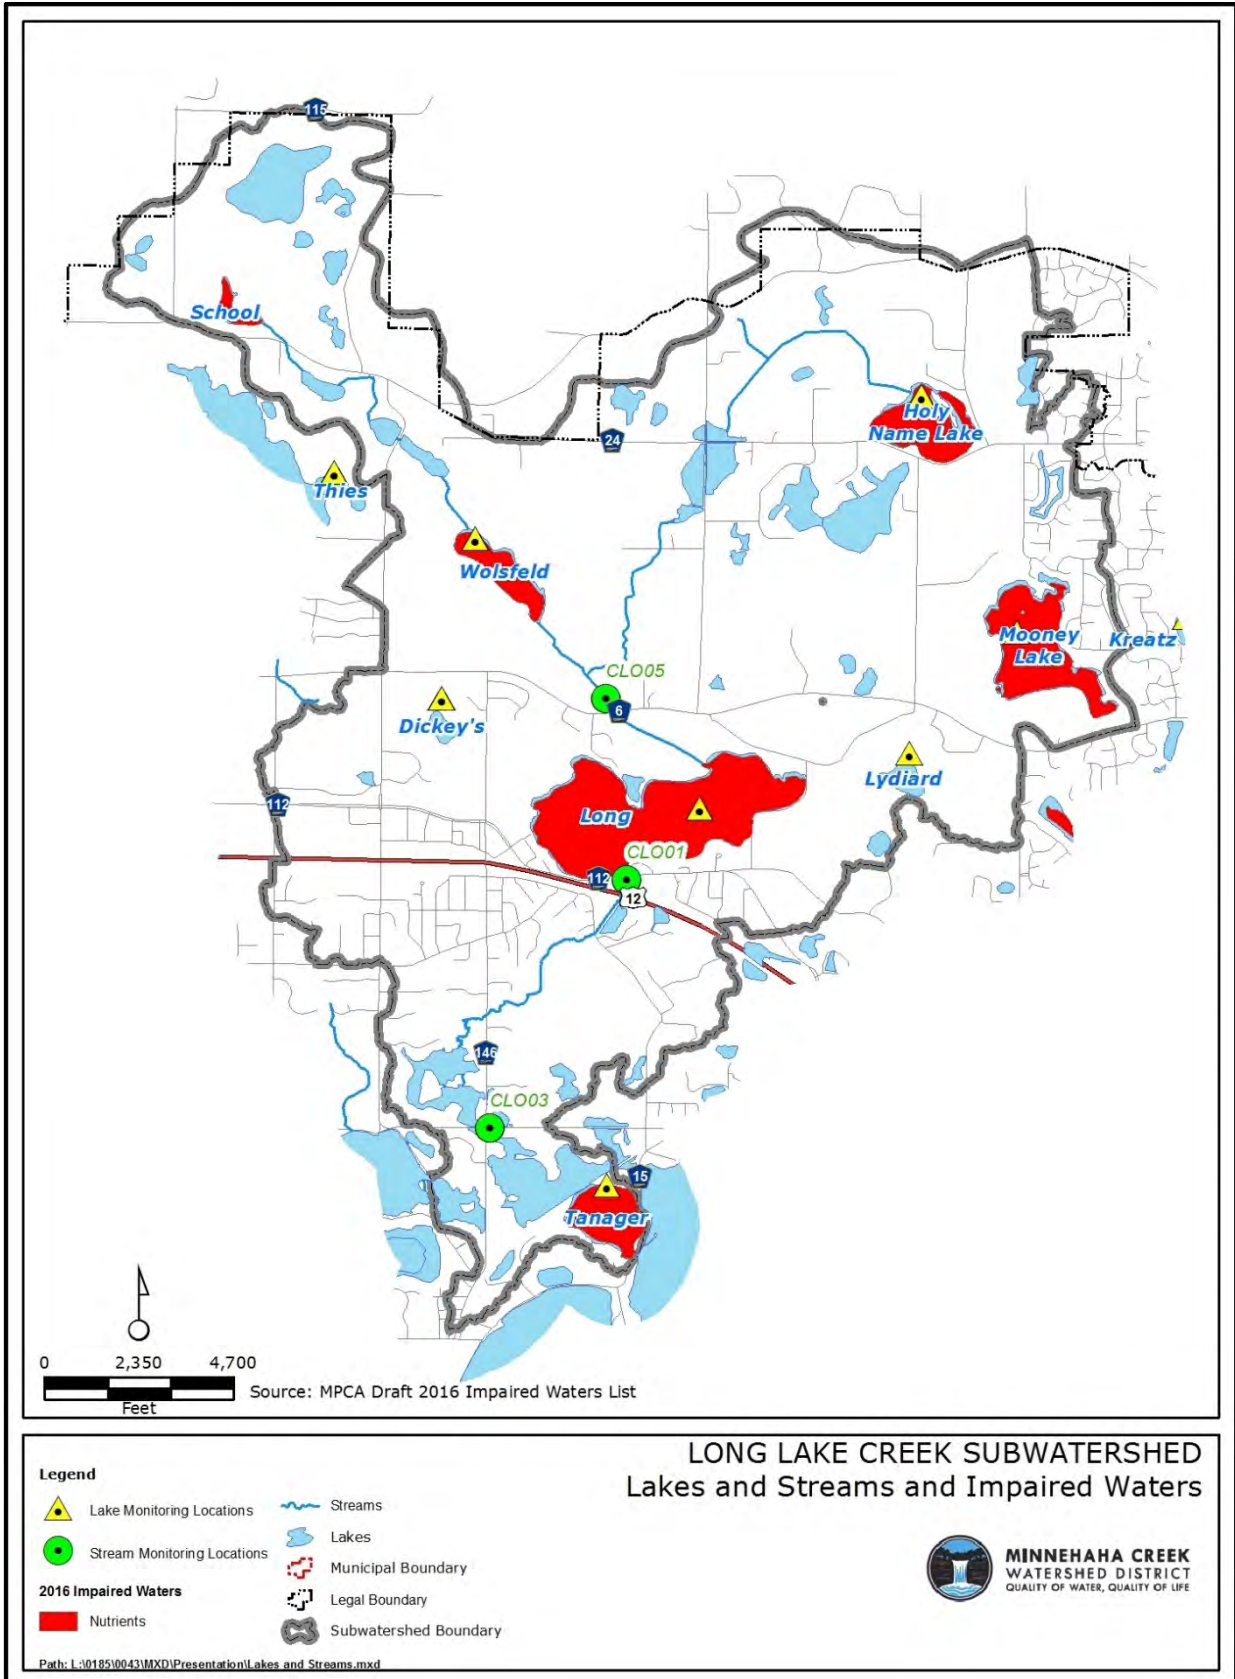 115
School
Holy
Name Lake
24
Thies
Wolsfeld
Mooney
Lake
Kreatz
CLO05
6
Dickey's
Lydiard
112
Long
CLO01
112
12
146
CLO03
15
Tanager
0 2,350 4,700
Feet
Source: MPCA Draft 2016 Impaired Waters List
LONG LAKE CREEK SUBWATERSHED
Lakes and Streams and Impaired Waters
Legend
Lake Monitoring Locations
Stream Monitoring Locations
2016 Impaired Waters
Nutrients
Streams
Lakes
Municipal Boundary
Legal Boundary
Subwatershed Boundary
MINNEHAHA CREEK
WATERSHED DISTRICT
QUALITY OF WATER, QUALITY OF LIFE
Path: L:\0185\0043\MXD\Presentation\Lakes and Streams.mxd